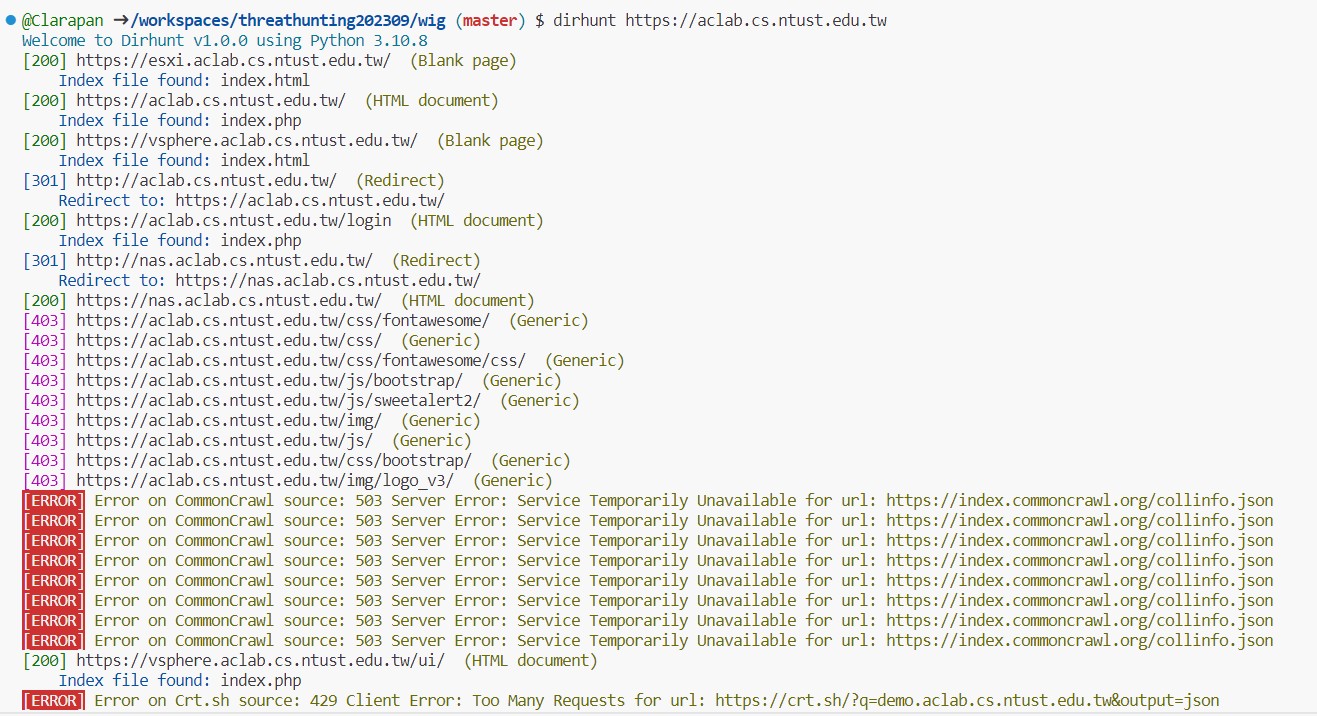 @Clarapan → /workspaces/threathunting202309/wig (master) $ dirhunt https://aclab.cs.ntust.edu.tw
Welcome to Dirhunt v1.0.0 using Python 3.10.8
[200] https://esxi.aclab.cs.ntust.edu.tw/  (Blank page)
    Index file found: index.html
[200] https://aclab.cs.ntust.edu.tw/  (HTML document)
    Index file found: index.php
[200] https://vsphere.aclab.cs.ntust.edu.tw/  (Blank page)
    Index file found: index.html
[301] http://aclab.cs.ntust.edu.tw/  (Redirect)
    Redirect to: https://aclab.cs.ntust.edu.tw/
[200] https://aclab.cs.ntust.edu.tw/login  (HTML document)
    Index file found: index.php
[301] http://nas.aclab.cs.ntust.edu.tw/  (Redirect)
    Redirect to: https://nas.aclab.cs.ntust.edu.tw/
[200] https://nas.aclab.cs.ntust.edu.tw/  (HTML document)
[403] https://aclab.cs.ntust.edu.tw/css/fontawesome/  (Generic)
[403] https://aclab.cs.ntust.edu.tw/css/  (Generic)
[403] https://aclab.cs.ntust.edu.tw/css/fontawesome/css/  (Generic)
[403] https://aclab.cs.ntust.edu.tw/js/bootstrap/  (Generic)
[403] https://aclab.cs.ntust.edu.tw/js/sweetalert2/  (Generic)
[403] https://aclab.cs.ntust.edu.tw/img/  (Generic)
[403] https://aclab.cs.ntust.edu.tw/js/  (Generic)
[403] https://aclab.cs.ntust.edu.tw/css/bootstrap/  (Generic)
[403] https://aclab.cs.ntust.edu.tw/img/logo_v3/  (Generic)
[ERROR] Error on CommonCrawl source: 503 Server Error: Service Temporarily Unavailable for url: https://index.commoncrawl.org/collinfo.json
[ERROR] Error on CommonCrawl source: 503 Server Error: Service Temporarily Unavailable for url: https://index.commoncrawl.org/collinfo.json
[ERROR] Error on CommonCrawl source: 503 Server Error: Service Temporarily Unavailable for url: https://index.commoncrawl.org/collinfo.json
[ERROR] Error on CommonCrawl source: 503 Server Error: Service Temporarily Unavailable for url: https://index.commoncrawl.org/collinfo.json
[ERROR] Error on CommonCrawl source: 503 Server Error: Service Temporarily Unavailable for url: https://index.commoncrawl.org/collinfo.json
[ERROR] Error on CommonCrawl source: 503 Server Error: Service Temporarily Unavailable for url: https://index.commoncrawl.org/collinfo.json
[ERROR] Error on CommonCrawl source: 503 Server Error: Service Temporarily Unavailable for url: https://index.commoncrawl.org/collinfo.json
[ERROR] Error on CommonCrawl source: 503 Server Error: Service Temporarily Unavailable for url: https://index.commoncrawl.org/collinfo.json
[200] https://vsphere.aclab.cs.ntust.edu.tw/ui/  (HTML document)
    Index file found: index.php
[ERROR] Error on Crt.sh source: 429 Client Error: Too Many Requests for url: https://crt.sh/?q=demo.aclab.cs.ntust.edu.tw&output=json